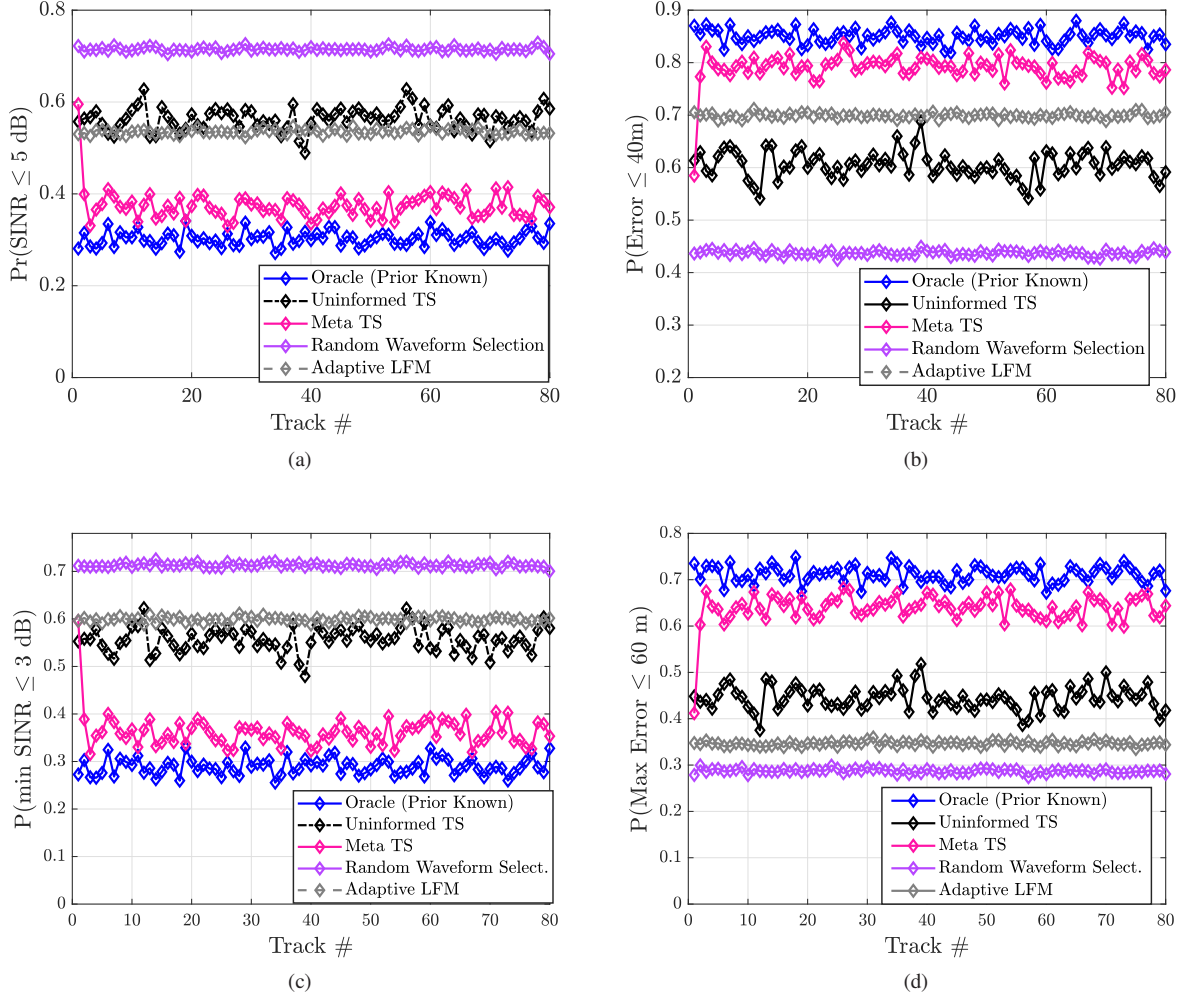 Pr(SINR ≤ 5 dB)
0.8
0.6
0.4
0.2
0
0 20 40 60 80
Track #
Oracle (Prior Known)
Uninformed TS
Meta TS
Random Waveform Selection
Adaptive LFM
(a)
P(Error ≤ 40m)
0.9
0.8
0.7
0.6
0.5
0.4
0.3
0.2
0 20 40 60 80
Track #
Oracle (Prior Known)
Uninformed TS
Meta TS
Random Waveform Selection
Adaptive LFM
(b)
P(min SINR ≤ 3 dB)
0.7
0.6
0.5
0.4
0.3
0.2
0.1
0
0 10 20 30 40 50 60 70 80
Track #
Oracle (Prior Known)
Uninformed TS
Meta TS
Random Waveform Select.
Adaptive LFM
(c)
P(Max Error ≤ 60 m)
0.8
0.7
0.6
0.5
0.4
0.3
0.2
0.1
0
0 10 20 30 40 50 60 70 80
Track #
Oracle (Prior Known)
Uninformed TS
Meta TS
Random Waveform Select.
Adaptive LFM
(d)